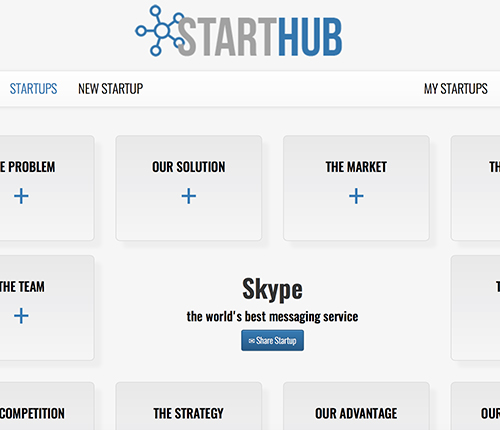 STARTHUB
STARTUPS NEW STARTUP MY STARTUPS
PROBLEM OUR SOLUTION THE MARKET
THE TEAM
Skype
the world's best messaging service
Share Startup
COMPETITION THE STRATEGY OUR ADVANTAGE OUR